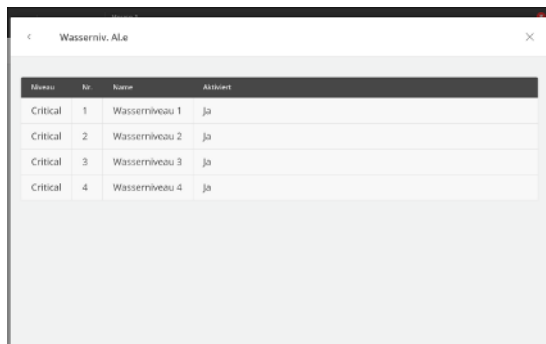 Wasserniv. Al.e
Niveau Nr. Name Aktiviert
Critical 1 Wasserniveau 1 Ja
Critical 2 Wasserniveau 2 Ja
Critical 3 Wasserniveau 3 Ja
Critical 4 Wasserniveau 4 Ja